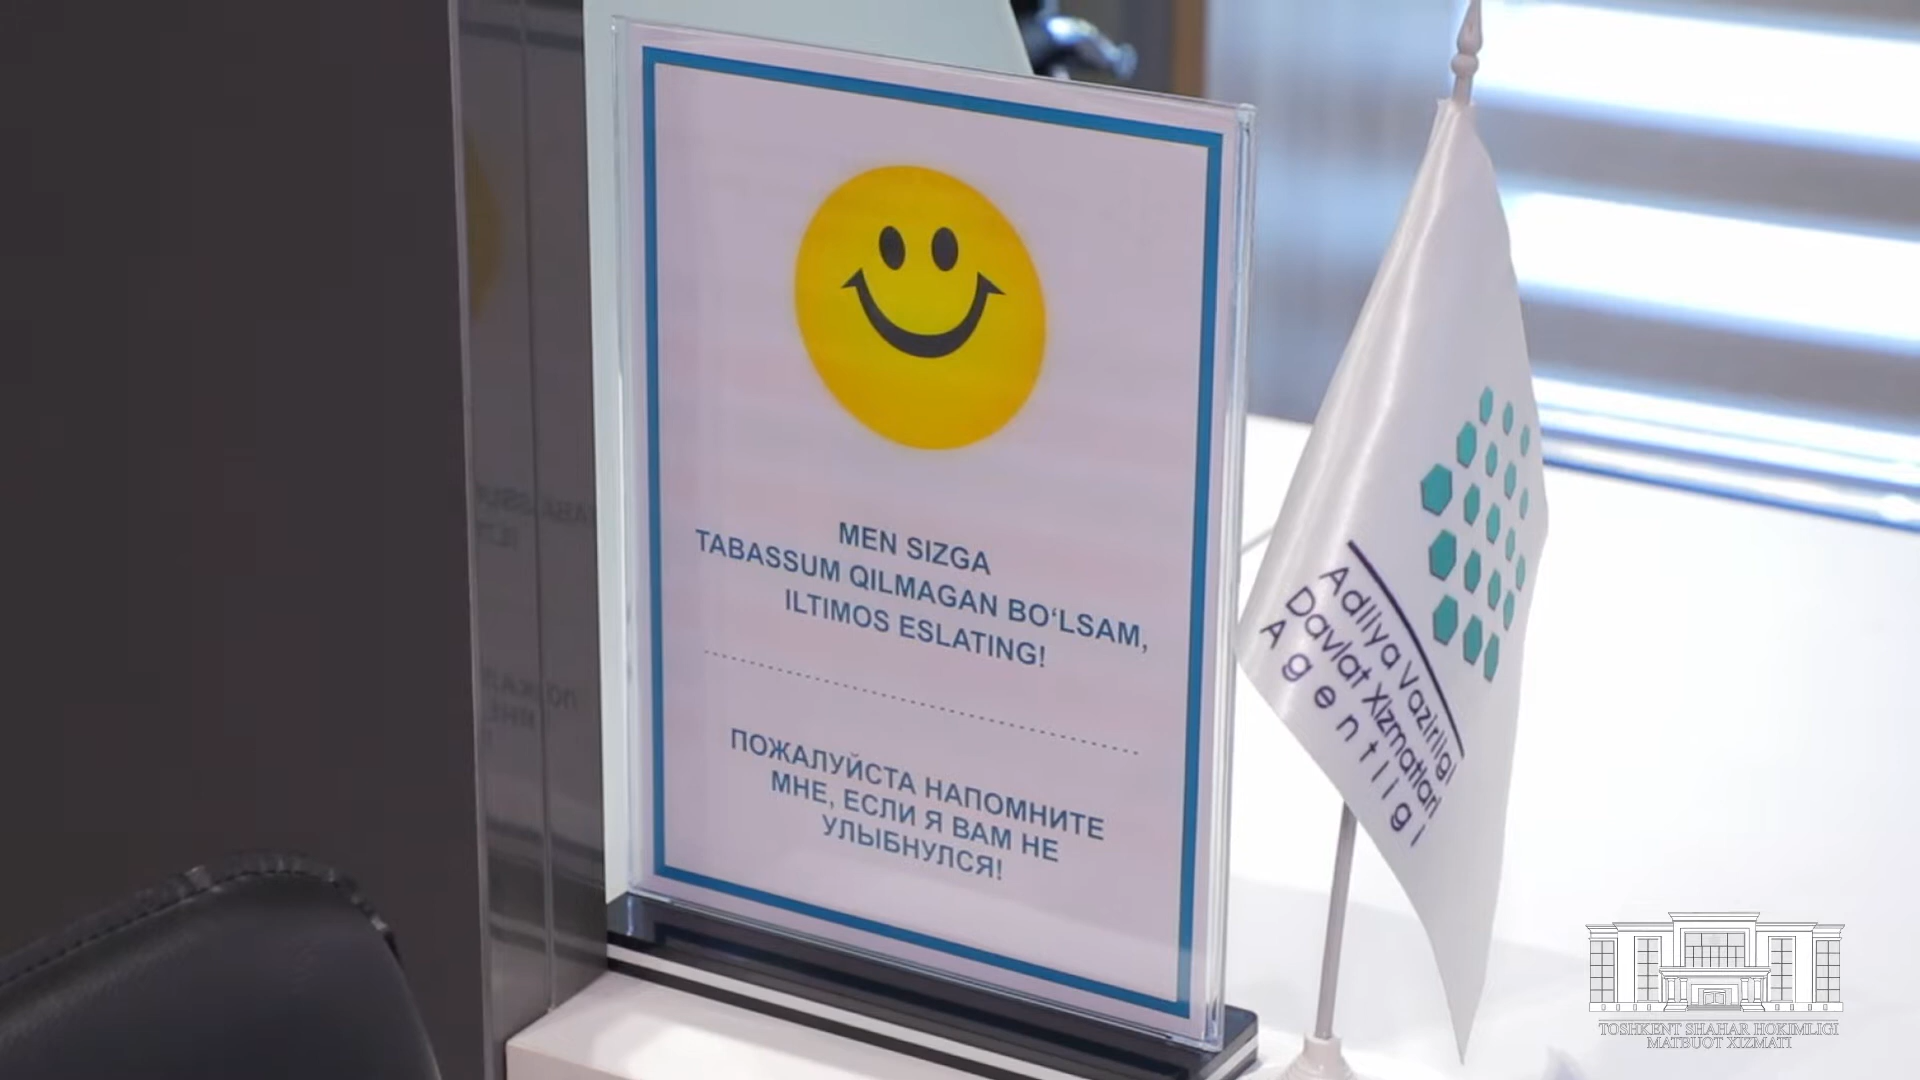 MEN SIZGA
TABASSUM QILMAGAN BO‘LSAM,
ILTIMOS ESLATING!
ПОЖАЛУЙСТА НАПОМНИТЕ
МНЕ, ЕСЛИ Я ВАМ НЕ
УЛЫБНУЛСЯ!
Adliya Vazirligi
Davlat Xizmatlari
Agentligi
TOSHKENT SHAHAR HOKIMLIGI
MATBUOT XIZMATI